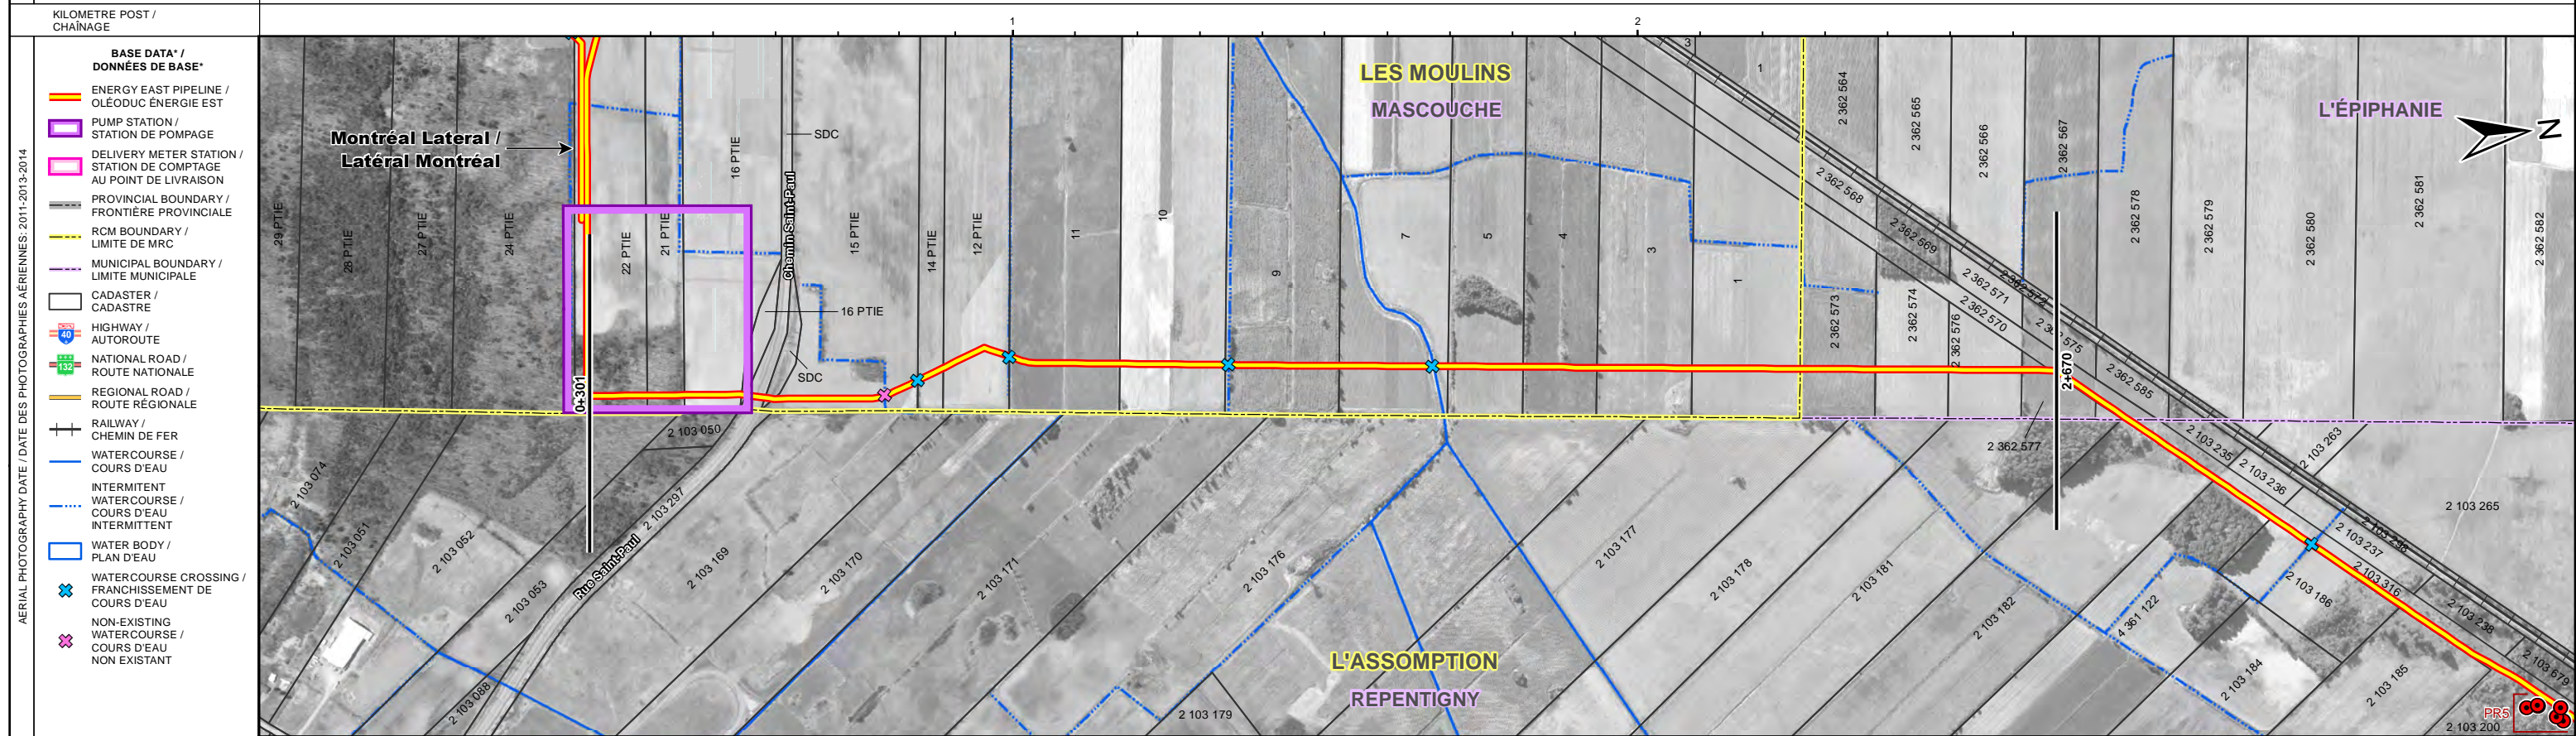 KILOMETRE POST /
CHAÎNAGE
1
2
AERIAL PHOTOGRAPHY DATE / DATE DES PHOTOGRAPHIES AÉRIENNES: 2011-2013-2014
BASE DATA* /
DONNÉES DE BASE*
ENERGY EAST PIPELINE /
OLÉODUC ÉNERGIE EST
PUMP STATION /
STATION DE POMPAGE
DELIVERY METER STATION /
STATION DE COMPTAGE
AU POINT DE LIVRAISON
PROVINCIAL BOUNDARY /
FRONTIÈRE PROVINCIALE
RCM BOUNDARY /
LIMITE DE MRC
MUNICIPAL BOUNDARY /
LIMITE MUNICIPALE
CADASTER /
CADASTRE
40
HIGHWAY /
AUTOROUTE
132
NATIONAL ROAD /
ROUTE NATIONALE
REGIONAL ROAD /
ROUTE RÉGIONALE
RAILWAY /
CHEMIN DE FER
WATERCOURSE /
COURS D'EAU
INTERMITENT
WATERCOURSE /
COURS D'EAU
INTERMITTENT
WATER BODY /
PLAN D'EAU
WATERCOURSE CROSSING /
FRANCHISSEMENT DE
COURS D'EAU
NON-EXISTING
WATERCOURSE /
COURS D'EAU
NON EXISTANT
Montréal Lateral /
Latéral Montréal
LES MOULINS
MASCOUCHE
L'ÉPIPHANIE
N
29 PTIE
28 PTIE
27 PTIE
24 PTIE
22 PTIE
21 PTIE
16 PTIE
SDC
Chemin Saint-Paul
16 PTIE
SDC
15 PTIE
14 PTIE
12 PTIE
11
10
9
7
5
4
3
1
3
1
2 362 564
2 362 565
2 362 566
2 362 567
2 362 568
2 362 569
2 362 571
2 362 570
2 362 572
2 362 573
2 362 574
2 362 576
2 362 578
2 362 579
2 362 580
2 362 581
2 362 582
2 362 585
2 362 577
0+301
2+670
2 103 050
2 103 074
2 103 051
2 103 052
2 103 053
2 103 088
2 103 297
Rue Saint-Paul
2 103 169
2 103 170
2 103 171
2 103 176
2 103 177
2 103 178
2 103 179
2 103 181
2 103 182
4 361 122
2 103 184
2 103 185
2 103 186
2 103 235
2 103 236
2 103 263
2 103 237
2 103 316
2 103 238
2 103 265
2 103 679
2 103 200
L'ASSOMPTION
REPENTIGNY
PR5